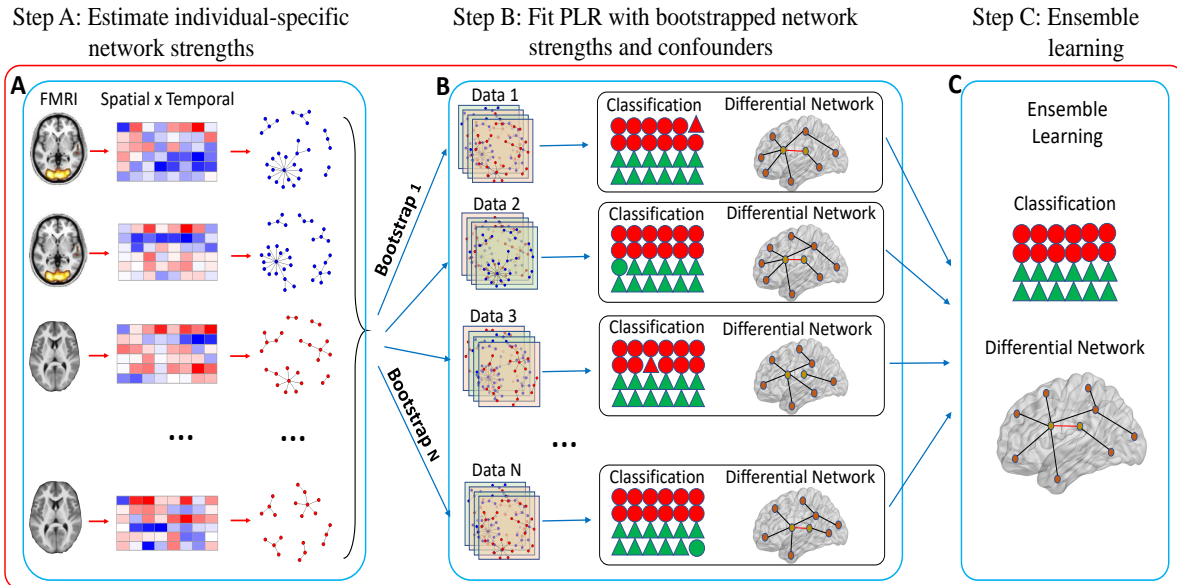 Step A: Estimate individual-specific
network strengths
Step B: Fit PLR with bootstrapped network
strengths and confounders
Step C: Ensemble
learning
A
FMRI
Spatial x Temporal
...
...
Bootstrap 1
Bootstrap N
B
Data 1
Classification
Differential Network
Data 2
Classification
Differential Network
Data 3
Classification
Differential Network
...
Data N
Classification
Differential Network
C
Ensemble
Learning
Classification
Differential Network